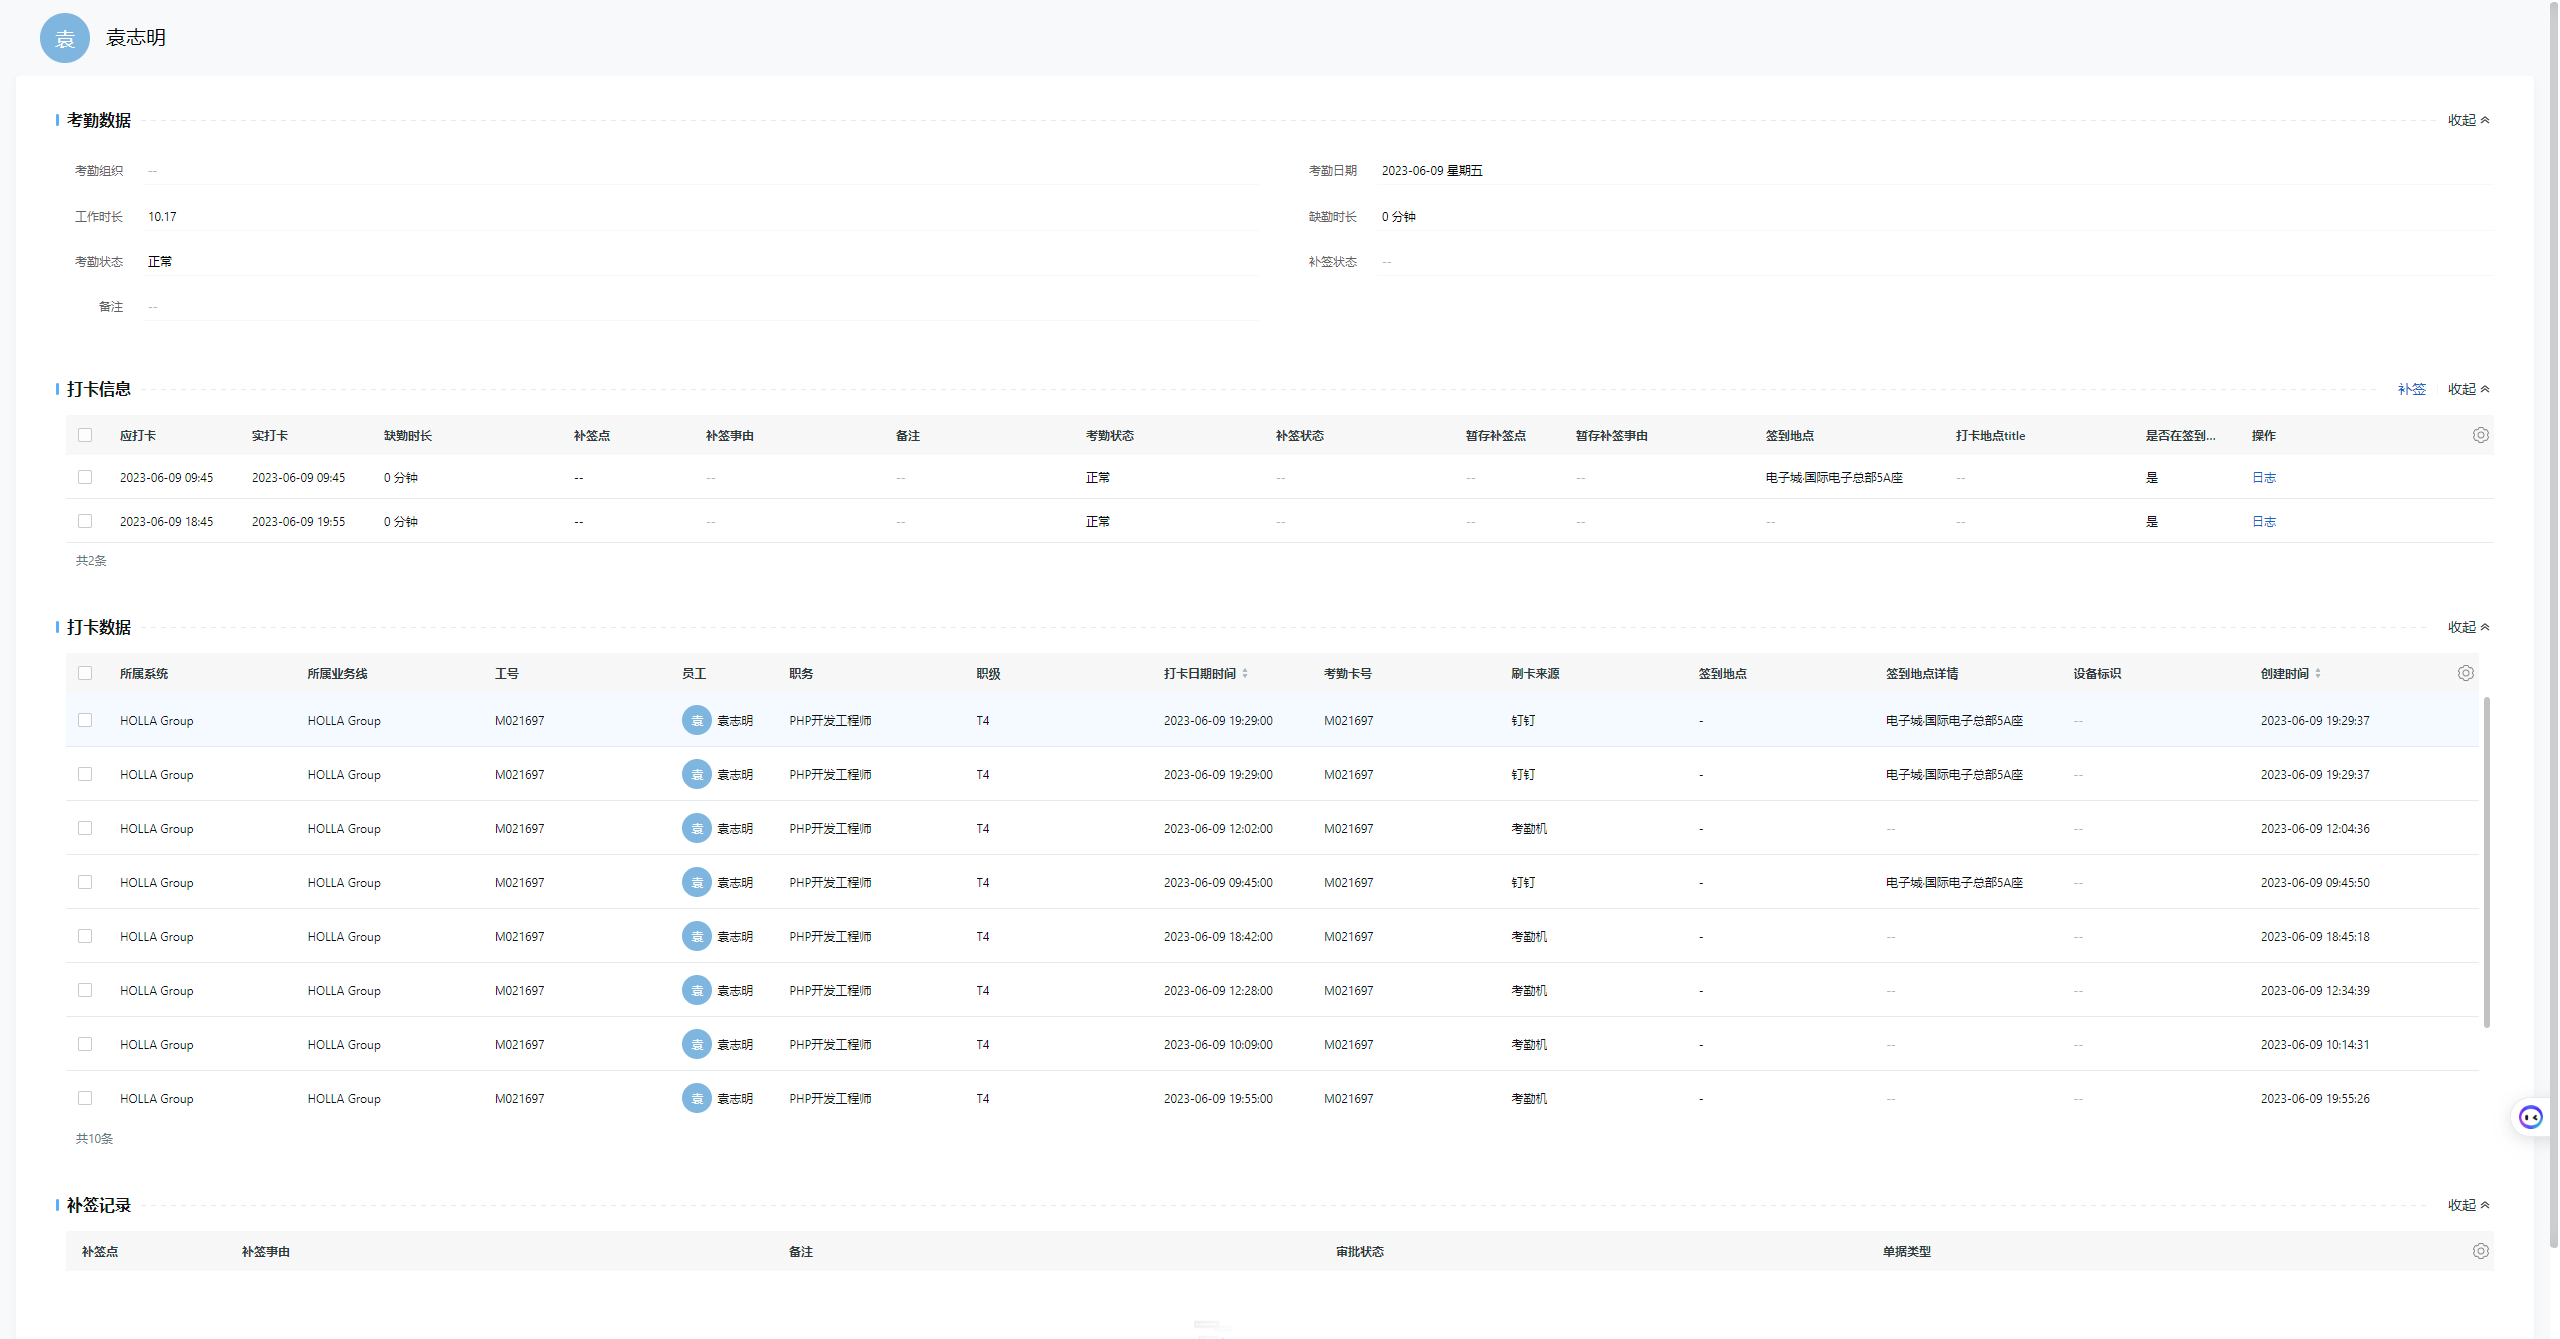 袁 袁志明
考勤数据 收起
考勤组织 -- 考勤日期 2023-06-09 星期五
工作时长 10.17 缺勤时长 0 分钟
考勤状态 正常 补签状态 --
备注 --
打卡信息 补签 收起
应打卡 实打卡 缺勤时长 补签点 补签事由 备注 考勤状态 补签状态 暂存补签点 暂存补签事由 签到地点 打卡地点title 是否在签到... 操作
2023-06-09 09:45 2023-06-09 09:45 0 分钟 -- -- -- 正常 -- -- -- 电子城·国际电子总部5A座 -- 是 日志
2023-06-09 18:45 2023-06-09 19:55 0 分钟 -- -- -- 正常 -- -- -- -- -- 是 日志
共2条
打卡数据 收起
所属系统 所属业务线 工号 员工 职务 职级 打卡日期时间 考勤卡号 刷卡来源 签到地点 签到地点详情 设备标识 创建时间
HOLLA Group HOLLA Group M021697 袁 袁志明 PHP开发工程师 T4 2023-06-09 19:29:00 M021697 钉钉 - 电子城·国际电子总部5A座 -- 2023-06-09 19:29:37
HOLLA Group HOLLA Group M021697 袁 袁志明 PHP开发工程师 T4 2023-06-09 19:29:00 M021697 钉钉 - 电子城·国际电子总部5A座 -- 2023-06-09 19:29:37
HOLLA Group HOLLA Group M021697 袁 袁志明 PHP开发工程师 T4 2023-06-09 12:02:00 M021697 考勤机 - -- -- 2023-06-09 12:04:36
HOLLA Group HOLLA Group M021697 袁 袁志明 PHP开发工程师 T4 2023-06-09 09:45:00 M021697 钉钉 - 电子城·国际电子总部5A座 -- 2023-06-09 09:45:50
HOLLA Group HOLLA Group M021697 袁 袁志明 PHP开发工程师 T4 2023-06-09 18:42:00 M021697 考勤机 - -- -- 2023-06-09 18:45:18
HOLLA Group HOLLA Group M021697 袁 袁志明 PHP开发工程师 T4 2023-06-09 12:28:00 M021697 考勤机 - -- -- 2023-06-09 12:34:39
HOLLA Group HOLLA Group M021697 袁 袁志明 PHP开发工程师 T4 2023-06-09 10:09:00 M021697 考勤机 - -- -- 2023-06-09 10:14:31
HOLLA Group HOLLA Group M021697 袁 袁志明 PHP开发工程师 T4 2023-06-09 19:55:00 M021697 考勤机 - -- -- 2023-06-09 19:55:26
共10条
补签记录 收起
补签点 补签事由 备注 审批状态 单据类型